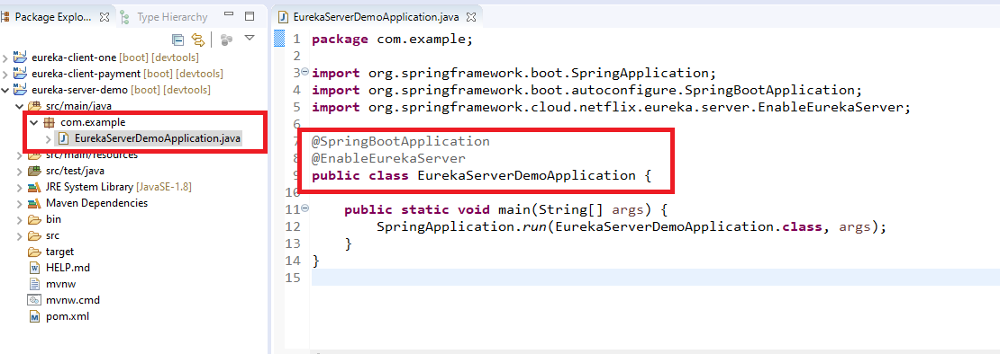 Package Explo...
Type Hierarchy
eureka-client-one [boot] [devtools]
eureka-client-payment [boot] [devtools]
eureka-server-demo [boot] [devtools]
src/main/java
com.example
EurekaServerDemoApplication.java
src/main/resources
src/test/java
JRE System Library [JavaSE-1.8]
Maven Dependencies
bin
src
target
HELP.md
mvnw
mvnw.cmd
pom.xml
EurekaServerDemoApplication.java
1 package com.example;
2
3 import org.springframework.boot.SpringApplication;
4 import org.springframework.boot.autoconfigure.SpringBootApplication;
5 import org.springframework.cloud.netflix.eureka.server.EnableEurekaServer;
6
7 @SpringBootApplication
8 @EnableEurekaServer
9 public class EurekaServerDemoApplication {
10
11 public static void main(String[] args) {
12 SpringApplication.run(EurekaServerDemoApplication.class, args);
13 }
14 }
15